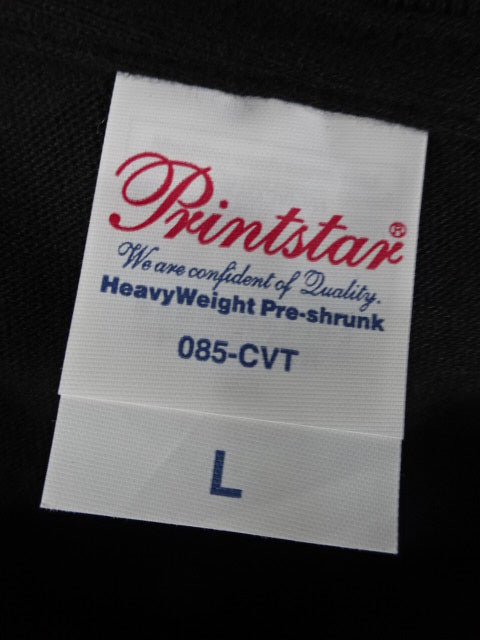 Printstar®
We are confident of Quality.
HeavyWeight Pre-shrunk
085-CVT
L